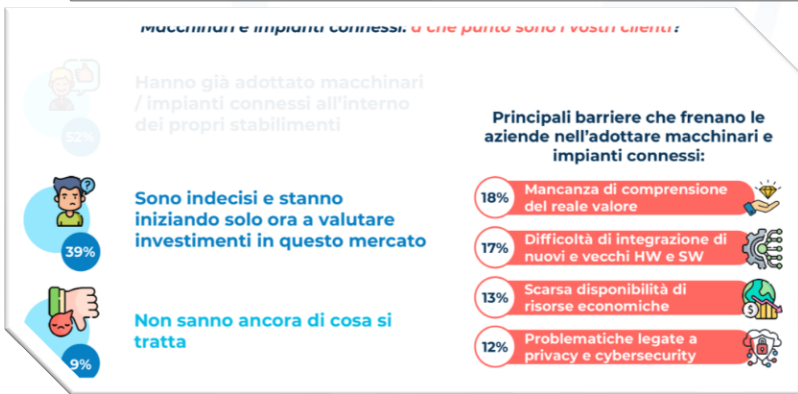 Macchinari e impianti connessi: a che punto sono i vostri clienti?
Hanno già adottato macchinari
/ impianti connessi all'interno
dei propri stabilimenti
52%
Sono indecisi e stanno
iniziando solo ora a valutare
investimenti in questo mercato
39%
Non sanno ancora di cosa si
tratta
9%
Principali barriere che frenano le
aziende nell'adottare macchinari e
impianti connessi:
18% Mancanza di comprensione
del reale valore
17% Difficoltà di integrazione di
nuovi e vecchi HW e SW
13% Scarsa disponibilità di
risorse economiche
12% Problematiche legate a
privacy e cybersecurity